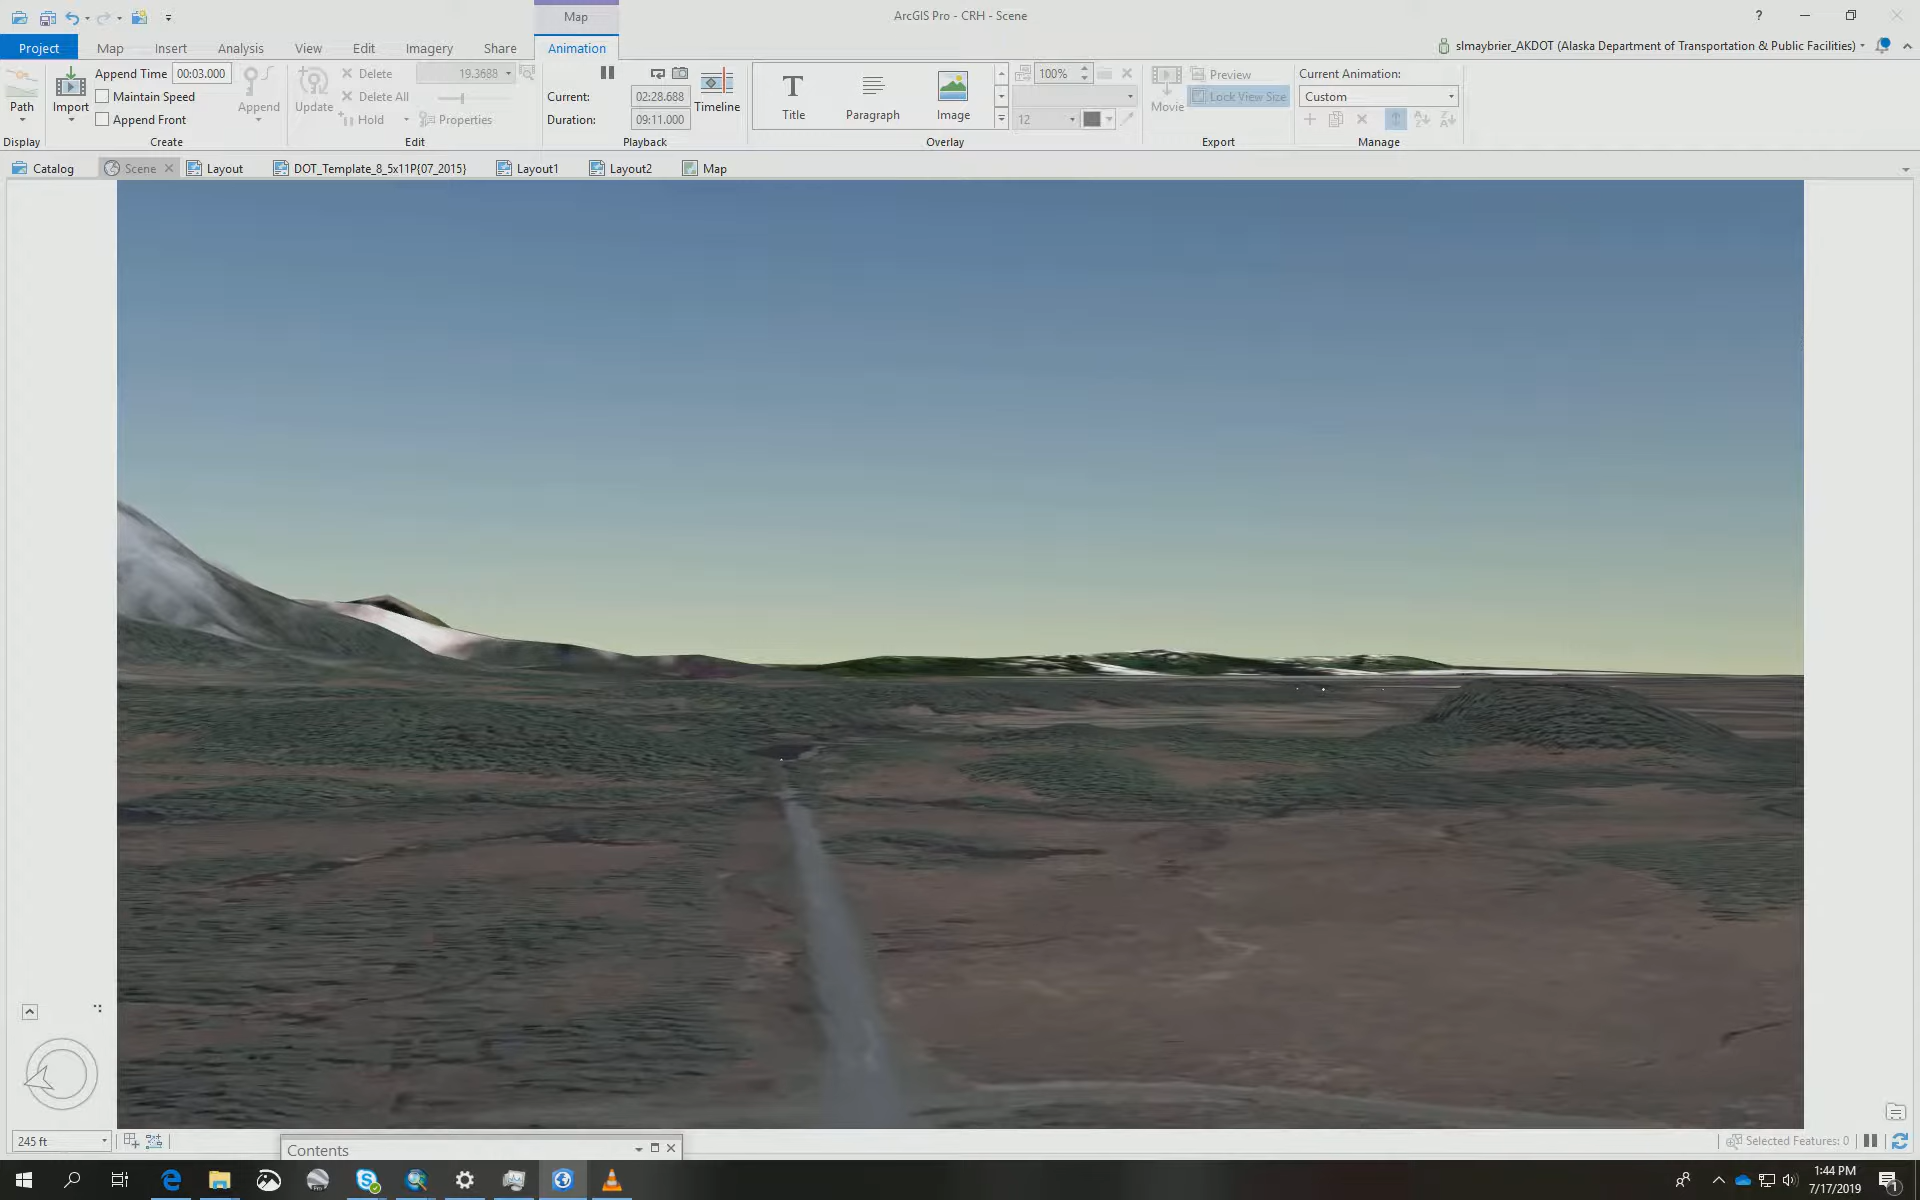 Map
ArcGIS Pro - CRH - Scene
?
Project Map Insert Analysis View Edit Imagery Share Animation
slmaybrier_AKDOT (Alaska Department of Transportation & Public Facilities)
Path
Display
Import
Append Time 00:03.000
Maintain Speed
Append Front
Append
Create
Update
Delete
Delete All
Hold
19.3688
Properties
Edit
Current: 02:28.688
Duration: 09:11.000
Timeline
Playback
Title
Paragraph
Image
100%
12
Overlay
Movie
Preview
Lock View Size
Export
Current Animation:
Custom
Manage
Catalog Scene Layout DOT_Template_8_5x11P{07_2015} Layout1 Layout2 Map
245 ft
Contents
Selected Features: 0
1:44 PM
7/17/2019
1